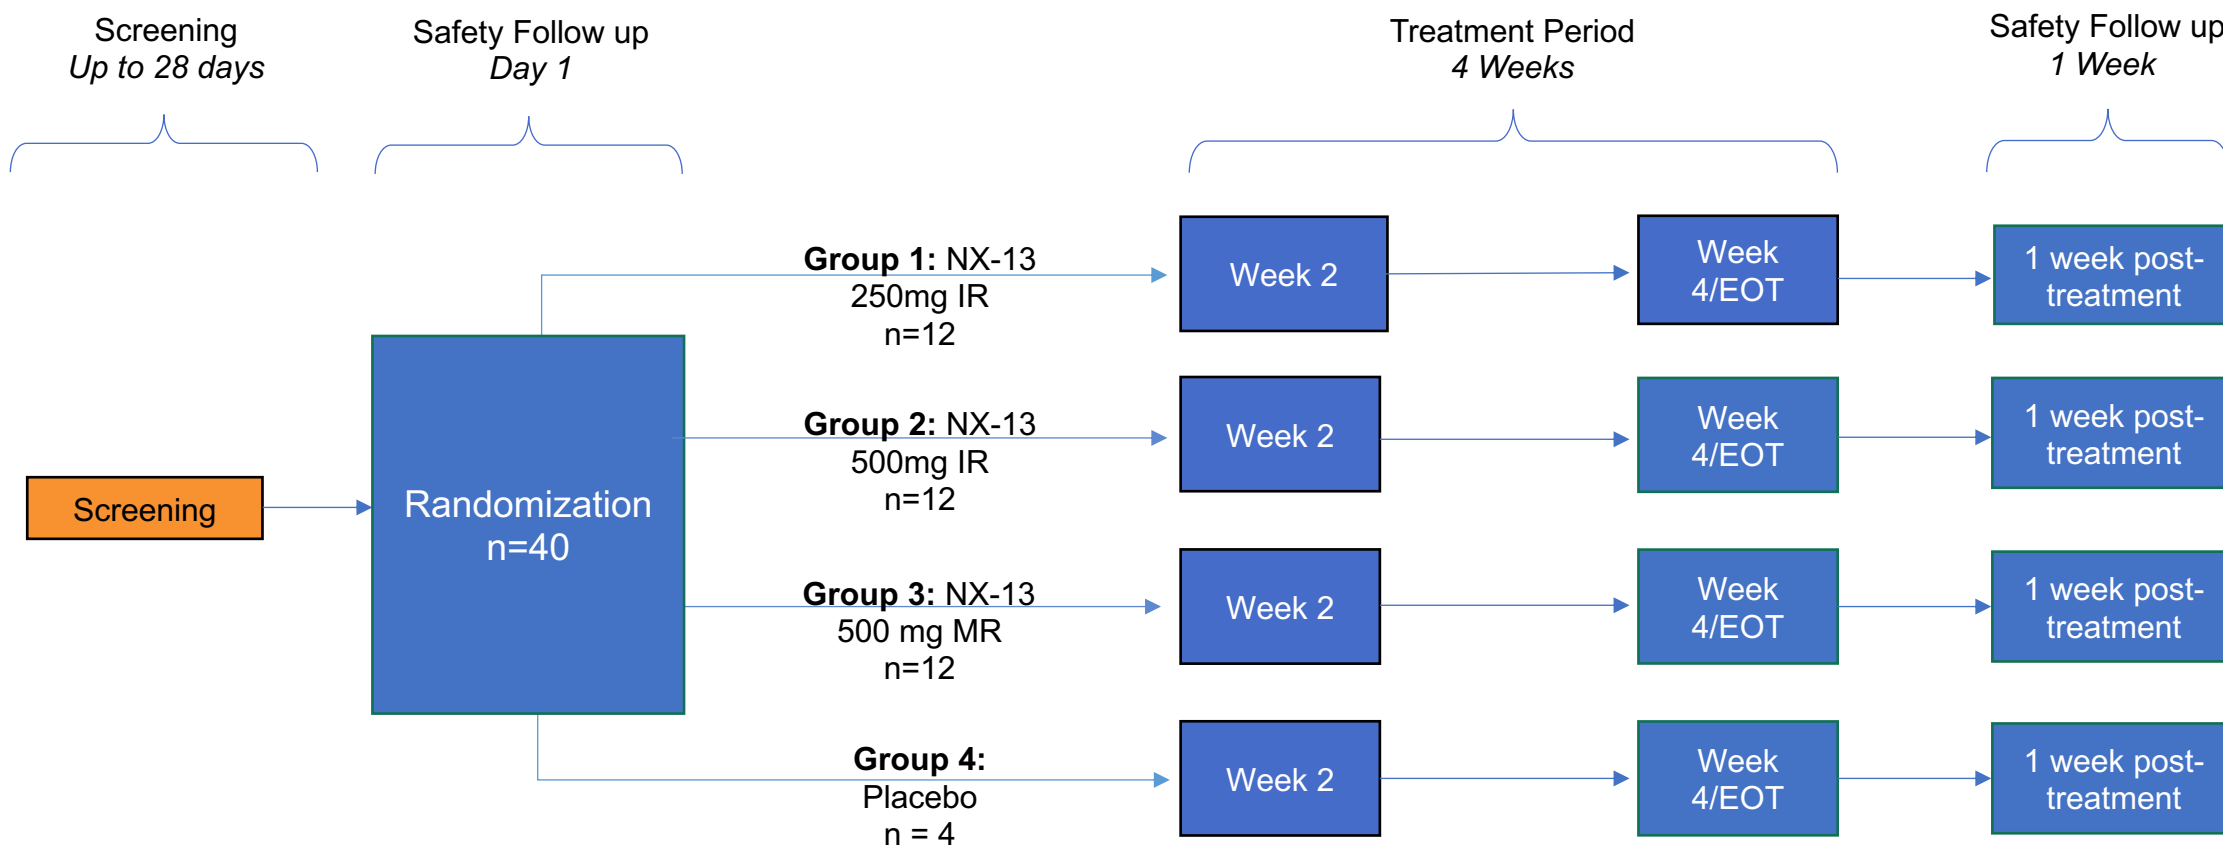 Screening
Up to 28 days
Safety Follow up
Day 1
Treatment Period
4 Weeks
Safety Follow up
1 Week
Screening
Randomization
n=40
Group 1: NX-13
250mg IR
n=12
Week 2
Week
4/EOT
1 week post-
treatment
Group 2: NX-13
500mg IR
n=12
Week 2
Week
4/EOT
1 week post-
treatment
Group 3: NX-13
500 mg MR
n=12
Week 2
Week
4/EOT
1 week post-
treatment
Group 4:
Placebo
n = 4
Week 2
Week
4/EOT
1 week post-
treatment